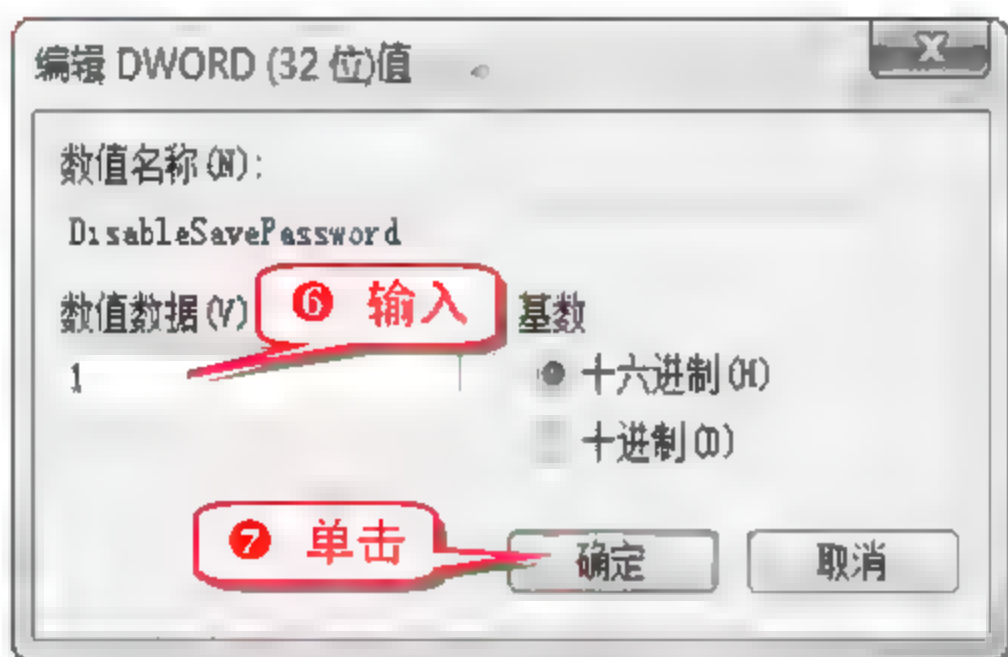 编辑 DWORD (32 位)值
数值名称(N):
DisableSavePassword
数值数据(V)
❻ 输入
基数
1
十六进制(H)
十进制(D)
❼ 单击
确定
取消